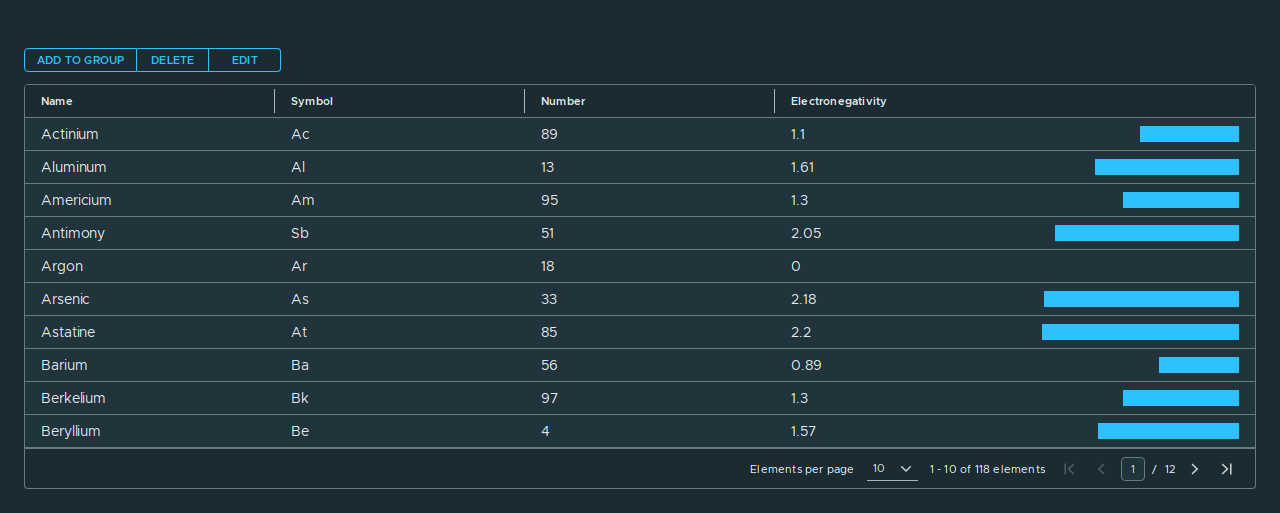 ADD TO GROUP DELETE EDIT
Name Symbol Number Electronegativity
Actinium Ac 89 1.1
Aluminum Al 13 1.61
Americium Am 95 1.3
Antimony Sb 51 2.05
Argon Ar 18 0
Arsenic As 33 2.18
Astatine At 85 2.2
Barium Ba 56 0.89
Berkelium Bk 97 1.3
Beryllium Be 4 1.57
Elements per page 10 1 - 10 of 118 elements 1 / 12